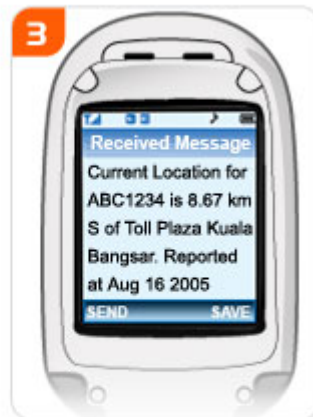 3
Received Message
Current Location for
ABC1234 is 8.67 km
S of Toll Plaza Kuala
Bangsar. Reported
at Aug 16 2005
SEND SAVE